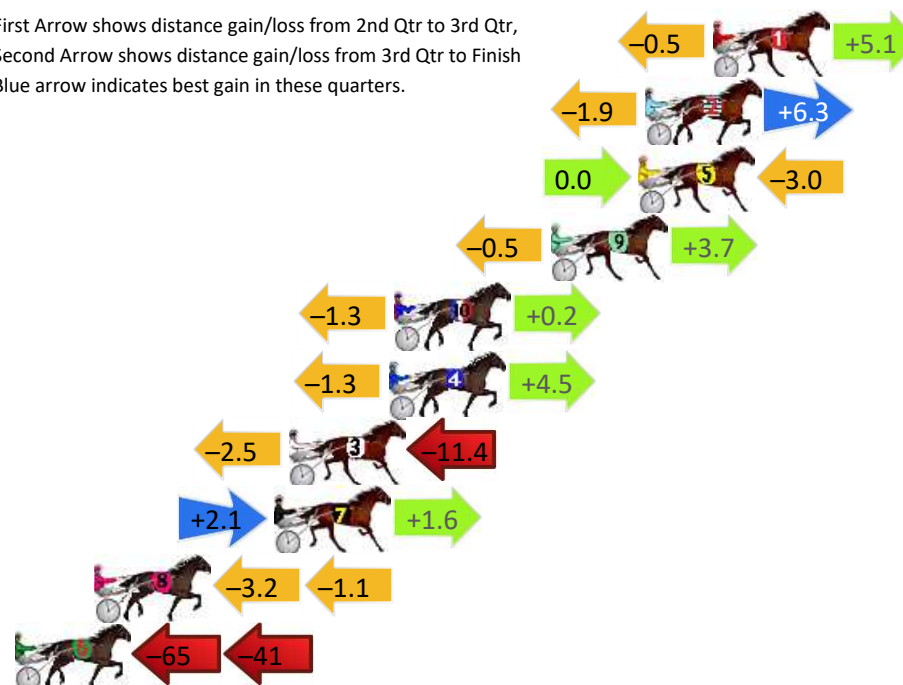 First Arrow shows distance gain/loss from 2nd Qtr to 3rd Qtr,
Second Arrow shows distance gain/loss from 3rd Qtr to Finish
Blue arrow indicates best gain in these quarters.
–0.5 1 +5.1
–1.9 2 +6.3
0.0 5 –3.0
–0.5 9 +3.7
–1.3 10 +0.2
–1.3 4 +4.5
–2.5 3 –11.4
+2.1 7 +1.6
8 –3.2 –1.1
6 –65 –41